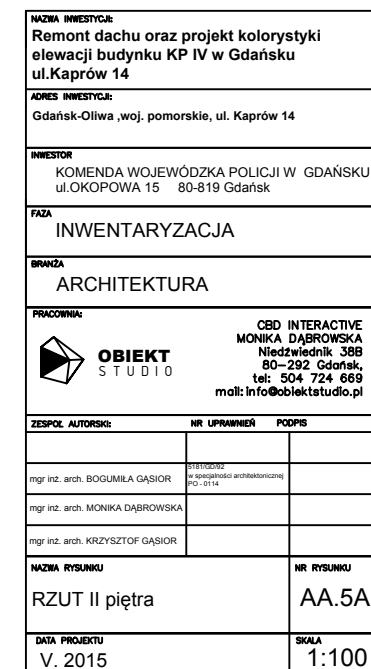 NAZWA INWESTYCJI:
Remont dachu oraz projekt kolorystyki
elewacji budynku KP IV w Gdańsku
ul.Kaprów 14
ADRES INWESTYCJI:
Gdańsk-Oliwa ,woj. pomorskie, ul. Kaprów 14
INWESTOR
KOMENDA WOJEWÓDZKA POLICJI W GDAŃSKU
ul.OKOPOWA 15 80-819 Gdańsk
FAZA
INWENTARYZACJA
BRANŻA
ARCHITEKTURA
PRACOWNIA:
OBIEKT
STUDIO
CBD INTERACTIVE
MONIKA DĄBROWSKA
Niedźwiednik 38B
80-292 Gdańsk,
tel: 504 724 669
mail: info@obiektstudio.pl
ZESPOŁ AUTORSKI: NR UPRAWNIEŃ PODPIS
mgr inż. arch. BOGUMIŁA GĄSIOR
5181/GD/92
w specjalności architektonicznej
PO - 0114
mgr inż. arch. MONIKA DĄBROWSKA
mgr inż. arch. KRZYSZTOF GĄSIOR
NAZWA RYSUNKU NR RYSUNKU
RZUT II piętra AA.5A
DATA PROJEKTU SKALA
V. 2015 1:100